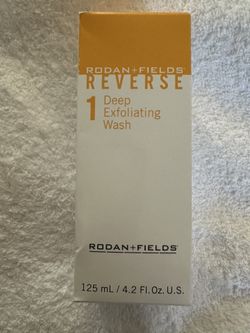 RODAN+FIELDS®
REVERSE
1 Deep
Exfoliating
Wash
RODAN+FIELDS®
125 mL / 4.2 Fl. Oz. U.S.